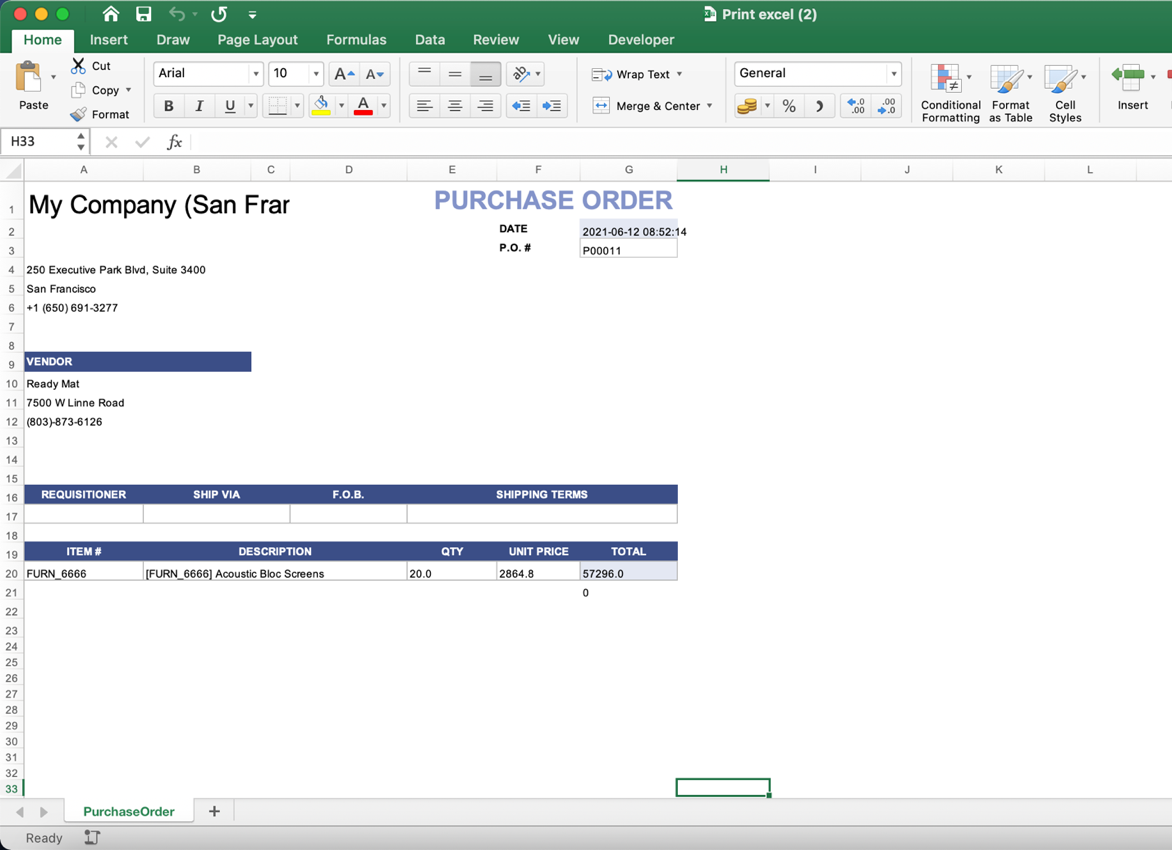 Print excel (2)
Home Insert Draw Page Layout Formulas Data Review View Developer
Paste
Cut
Copy
Format
Arial 10
B I U
Wrap Text
Merge & Center
General
%
Conditional Formatting
Format as Table
Cell Styles
Insert
H33 fx
A B C D E F G H I J K L
1 My Company (San Frar PURCHASE ORDER
2 DATE 2021-06-12 08:52:14
3 P.O. # P00011
4 250 Executive Park Blvd, Suite 3400
5 San Francisco
6 +1 (650) 691-3277
7
8
9 VENDOR
10 Ready Mat
11 7500 W Linne Road
12 (803)-873-6126
13
14
15
16 REQUISITIONER SHIP VIA F.O.B. SHIPPING TERMS
17
18
19 ITEM # DESCRIPTION QTY UNIT PRICE TOTAL
20 FURN_6666 [FURN_6666] Acoustic Bloc Screens 20.0 2864.8 57296.0
21 0
22
23
24
25
26
27
28
29
30
31
32
33
PurchaseOrder +
Ready